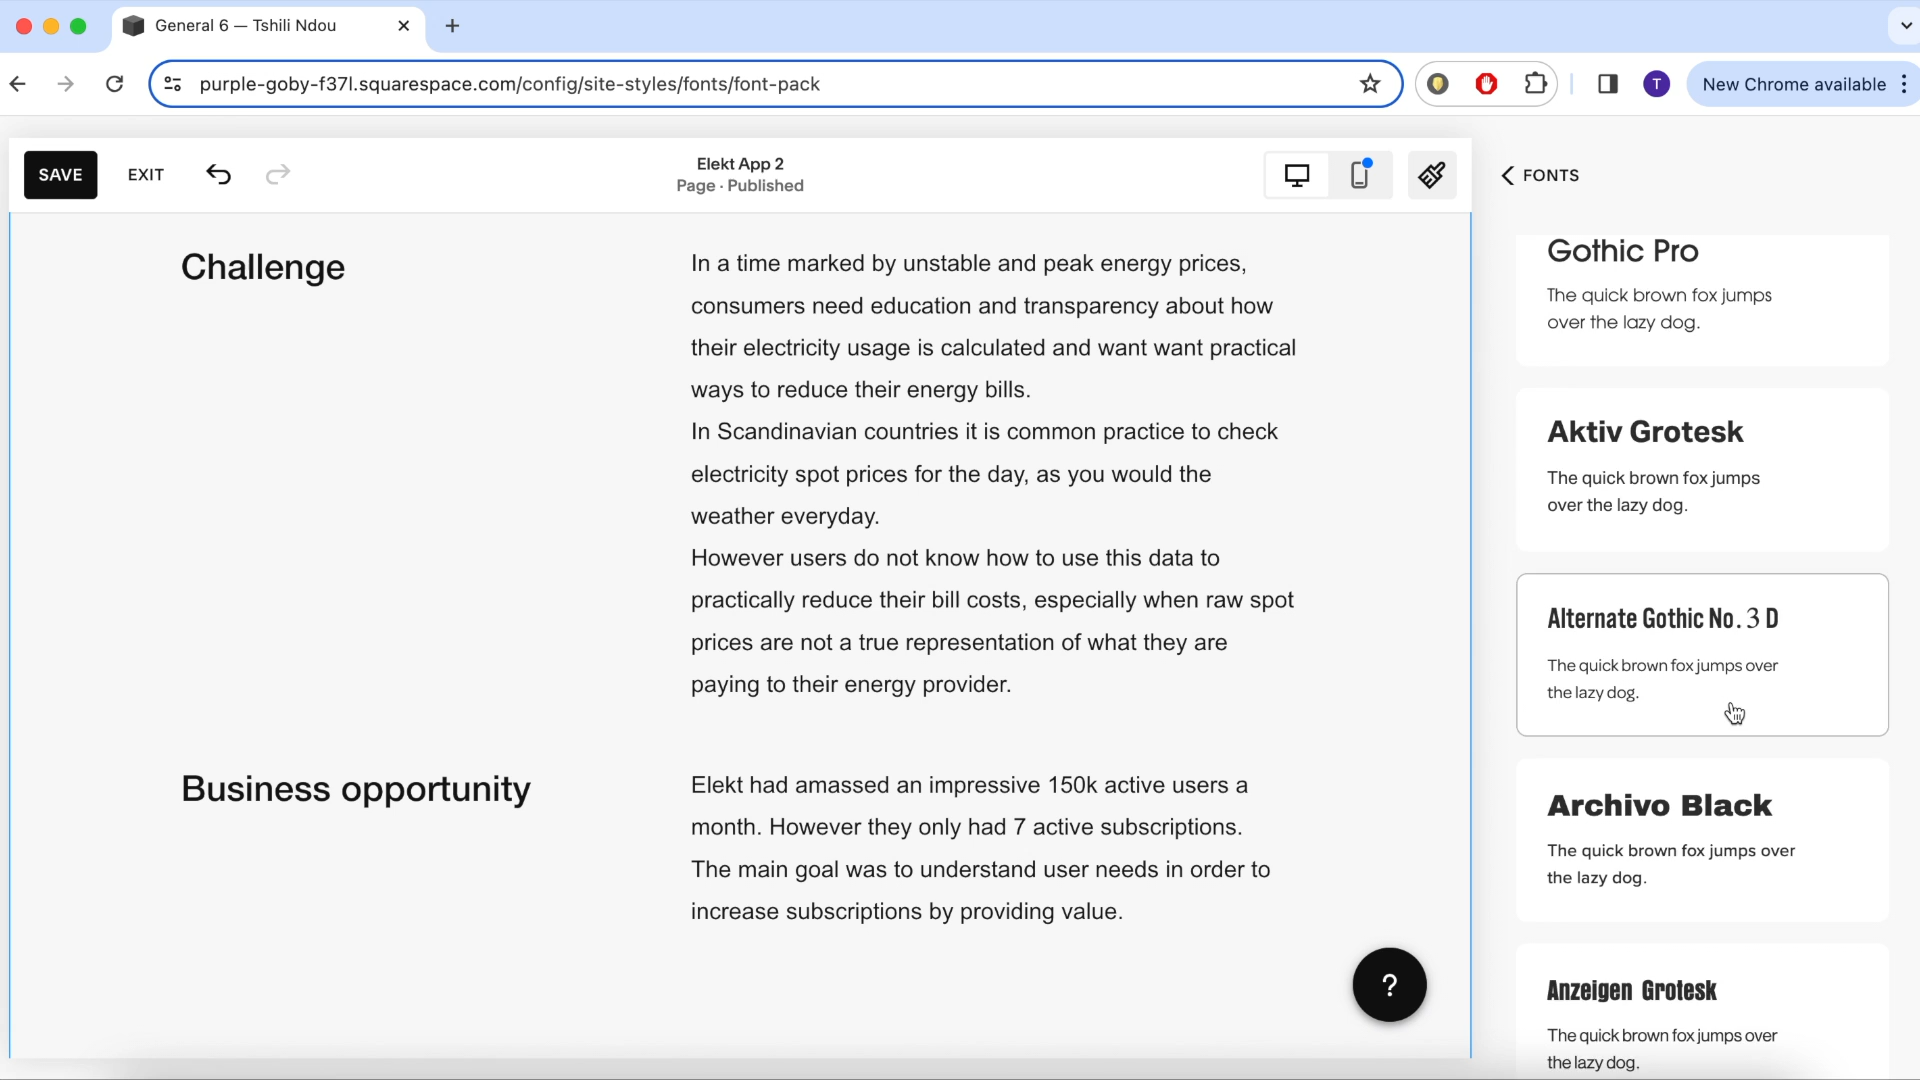 General 6 — Tshili Ndou
purple-goby-f37l.squarespace.com/config/site-styles/fonts/font-pack
T
New Chrome available
SAVE
EXIT
Elekt App 2
Page · Published
FONTS
Challenge
In a time marked by unstable and peak energy prices,
consumers need education and transparency about how
their electricity usage is calculated and want want practical
ways to reduce their energy bills.
In Scandinavian countries it is common practice to check
electricity spot prices for the day, as you would the
weather everyday.
However users do not know how to use this data to
practically reduce their bill costs, especially when raw spot
prices are not a true representation of what they are
paying to their energy provider.
Business opportunity
Elekt had amassed an impressive 150k active users a
month. However they only had 7 active subscriptions.
The main goal was to understand user needs in order to
increase subscriptions by providing value.
?
Gothic Pro
The quick brown fox jumps
over the lazy dog.
Aktiv Grotesk
The quick brown fox jumps
over the lazy dog.
Alternate Gothic No. 3 D
The quick brown fox jumps over
the lazy dog.
Archivo Black
The quick brown fox jumps over
the lazy dog.
Anzeigen Grotesk
The quick brown fox jumps over
the lazy dog.